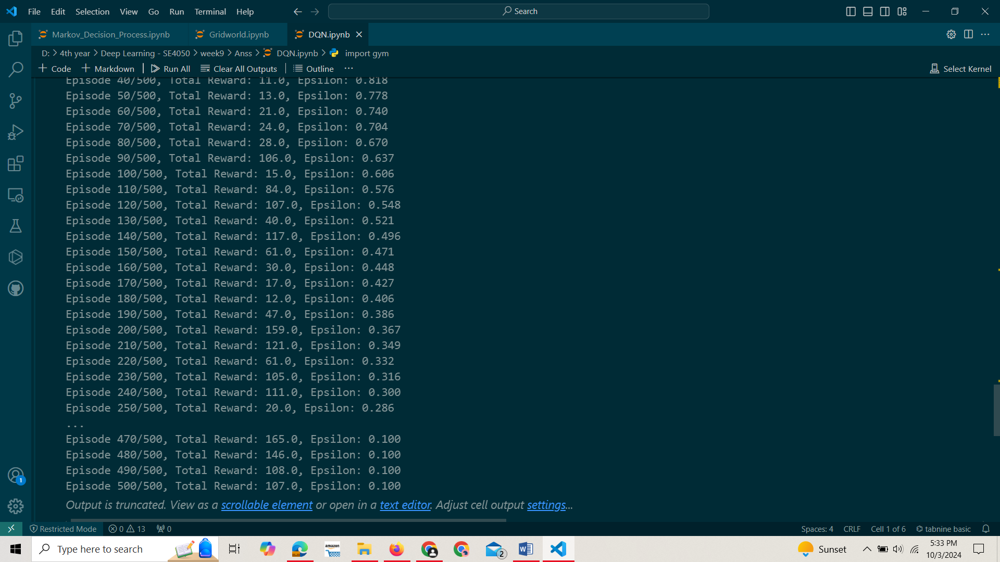 File Edit Selection View Go Run Terminal Help Search
Markov_Decision_Process.ipynb Gridworld.ipynb DQN.ipynb
D: > 4th year > Deep Learning - SE4050 > week9 > Anss > DQN.ipynb > import gym
+ Code + Markdown Run All Clear All Outputs Outline ... Select Kernel
Episode 40/500, Total Reward: 11.0, Epsilon: 0.818
Episode 50/500, Total Reward: 13.0, Epsilon: 0.778
Episode 60/500, Total Reward: 21.0, Epsilon: 0.740
Episode 70/500, Total Reward: 24.0, Epsilon: 0.704
Episode 80/500, Total Reward: 28.0, Epsilon: 0.670
Episode 90/500, Total Reward: 106.0, Epsilon: 0.637
Episode 100/500, Total Reward: 15.0, Epsilon: 0.606
Episode 110/500, Total Reward: 84.0, Epsilon: 0.576
Episode 120/500, Total Reward: 107.0, Epsilon: 0.548
Episode 130/500, Total Reward: 40.0, Epsilon: 0.521
Episode 140/500, Total Reward: 117.0, Epsilon: 0.496
Episode 150/500, Total Reward: 61.0, Epsilon: 0.471
Episode 160/500, Total Reward: 30.0, Epsilon: 0.448
Episode 170/500, Total Reward: 17.0, Epsilon: 0.427
Episode 180/500, Total Reward: 12.0, Epsilon: 0.406
Episode 190/500, Total Reward: 47.0, Epsilon: 0.386
Episode 200/500, Total Reward: 159.0, Epsilon: 0.367
Episode 210/500, Total Reward: 121.0, Epsilon: 0.349
Episode 220/500, Total Reward: 61.0, Epsilon: 0.332
Episode 230/500, Total Reward: 105.0, Epsilon: 0.316
Episode 240/500, Total Reward: 111.0, Epsilon: 0.300
Episode 250/500, Total Reward: 20.0, Epsilon: 0.286
...
Episode 470/500, Total Reward: 165.0, Epsilon: 0.100
Episode 480/500, Total Reward: 146.0, Epsilon: 0.100
Episode 490/500, Total Reward: 108.0, Epsilon: 0.100
Episode 500/500, Total Reward: 107.0, Epsilon: 0.100
Output is truncated. View as a scrollable element or open in a text editor. Adjust cell output settings...
1
Restricted Mode 0 13 0 Spaces: 4 CRLF Cell 1 of 6 tabnine basic
Type here to search amazon 2 Sunset 5:33 PM
10/3/2024